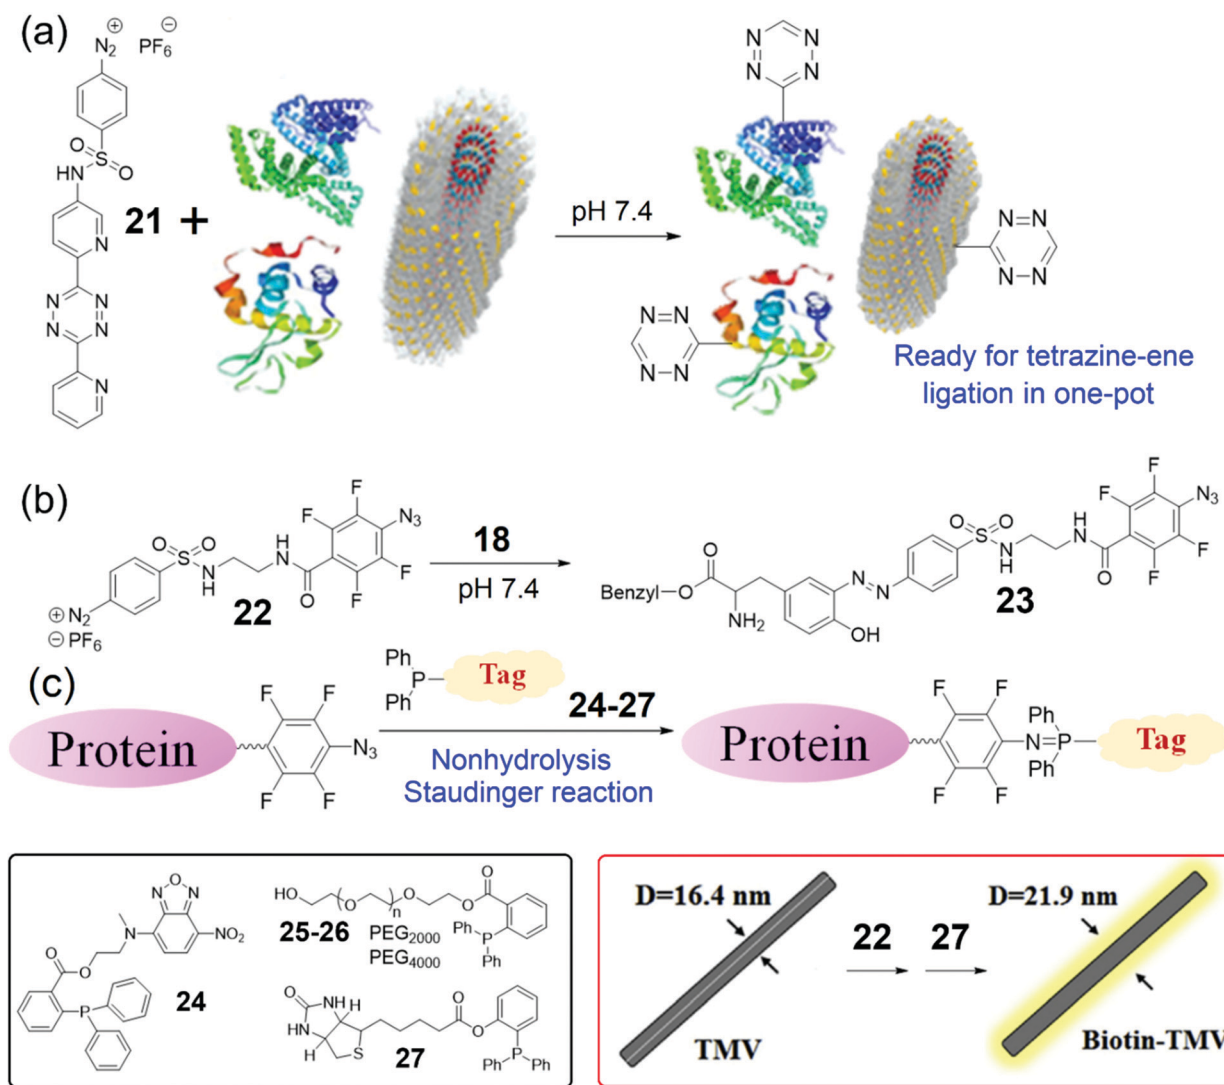 (a)
N2 + PF6 −
O
S
O
HN
21 +
N
N N
N N
N
pH 7.4
N N
N N
N N
N N
N N
N N
Ready for tetrazine-ene
ligation in one-pot
(b)
F
F N3
O O
S
N
H
H
N
O
F
F
22
N2 +
− PF6
18
pH 7.4
Benzyl−O
O
NH2
N
N
OH
O O
S
N
H
H
N
O
F
F N3
F
F
23
(c)
Protein
F F
N3
F F
Ph
P
Ph
Tag
24-27
Nonhydrolysis
Staudinger reaction
Protein
F F
Ph
N=P
Ph
F F
Tag
N O N
N
NO2
O
O
P
24
HO
O
( O ) n
O
O
O
Ph P
Ph
25-26
PEG2000
PEG4000
O
NH
HN
H
H
S
O
O
Ph P Ph
27
D=16.4 nm
TMV
22 27
D=21.9 nm
Biotin-TMV